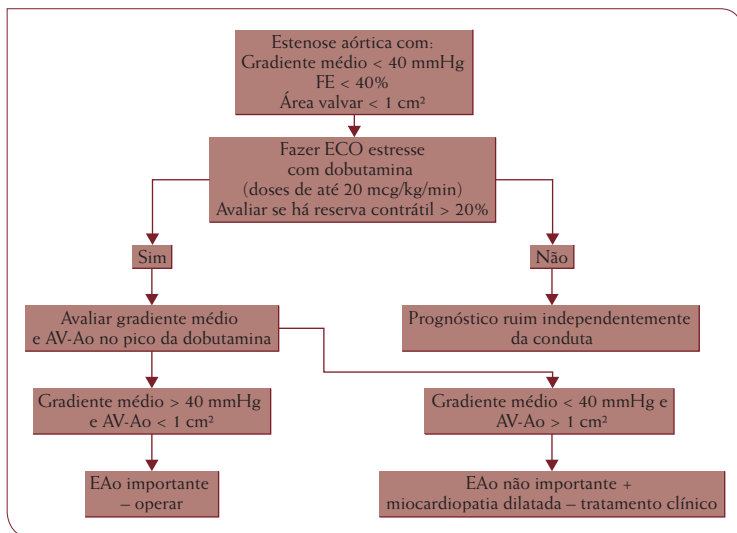 Estenose aórtica com:
Gradiente médio < 40 mmHg
FE < 40%
Área valvar < 1 cm²
Fazer ECO estresse
com dobutamina
(doses de até 20 mcg/kg/min)
Avaliar se há reserva contrátil > 20%
Sim
Não
Avaliar gradiente médio
e AV-Ao no pico da dobutamina
Prognóstico ruim independentemente
da conduta
Gradiente médio > 40 mmHg
e AV-Ao < 1 cm²
Gradiente médio < 40 mmHg e
AV-Ao > 1 cm²
EAo importante
– operar
EAo não importante +
miocardiopatia dilatada – tratamento clínico